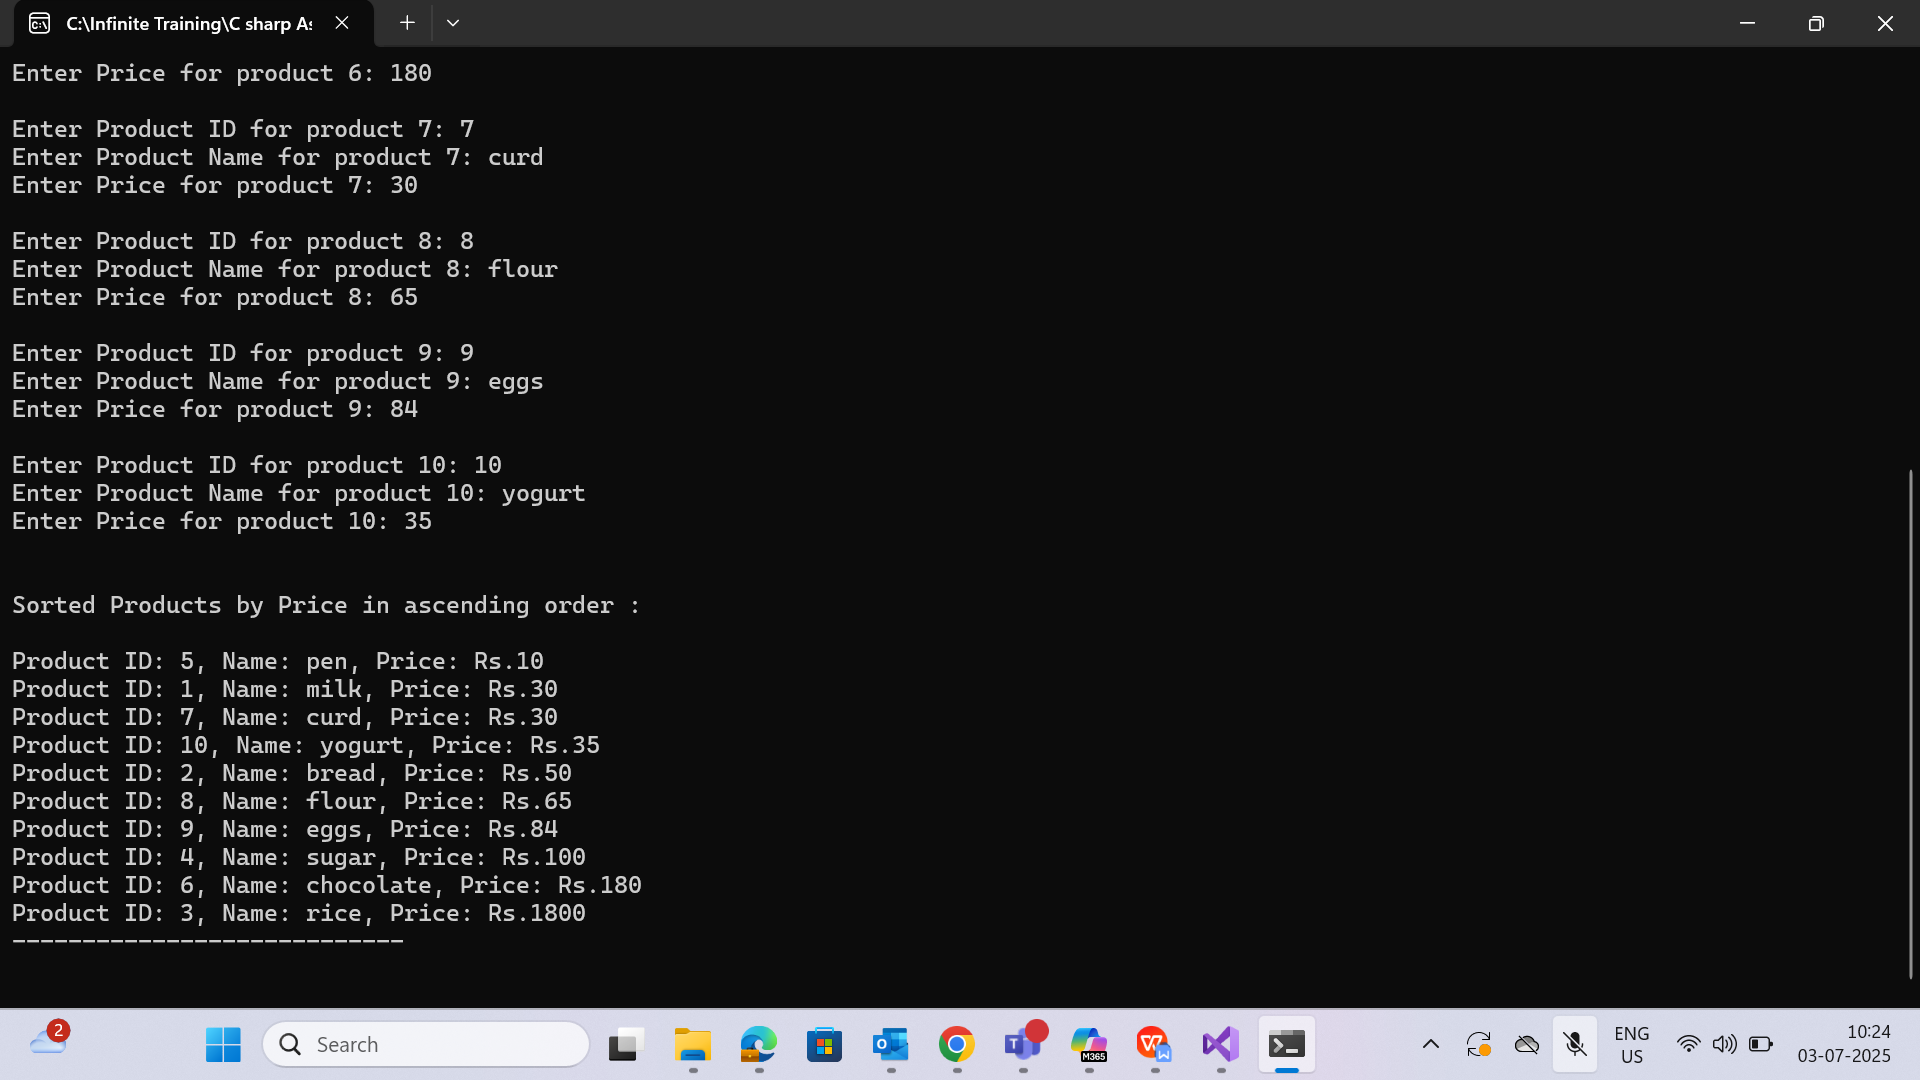 C:\Infinite Training\C sharp As
Enter Price for product 6: 180
Enter Product ID for product 7: 7
Enter Product Name for product 7: curd
Enter Price for product 7: 30
Enter Product ID for product 8: 8
Enter Product Name for product 8: flour
Enter Price for product 8: 65
Enter Product ID for product 9: 9
Enter Product Name for product 9: eggs
Enter Price for product 9: 84
Enter Product ID for product 10: 10
Enter Product Name for product 10: yogurt
Enter Price for product 10: 35
Sorted Products by Price in ascending order :
Product ID: 5, Name: pen, Price: Rs.10
Product ID: 1, Name: milk, Price: Rs.30
Product ID: 7, Name: curd, Price: Rs.30
Product ID: 10, Name: yogurt, Price: Rs.35
Product ID: 2, Name: bread, Price: Rs.50
Product ID: 8, Name: flour, Price: Rs.65
Product ID: 9, Name: eggs, Price: Rs.84
Product ID: 4, Name: sugar, Price: Rs.100
Product ID: 6, Name: chocolate, Price: Rs.180
Product ID: 3, Name: rice, Price: Rs.1800
----------------------------
2
Search
M365
ENG
US
10:24
03-07-2025